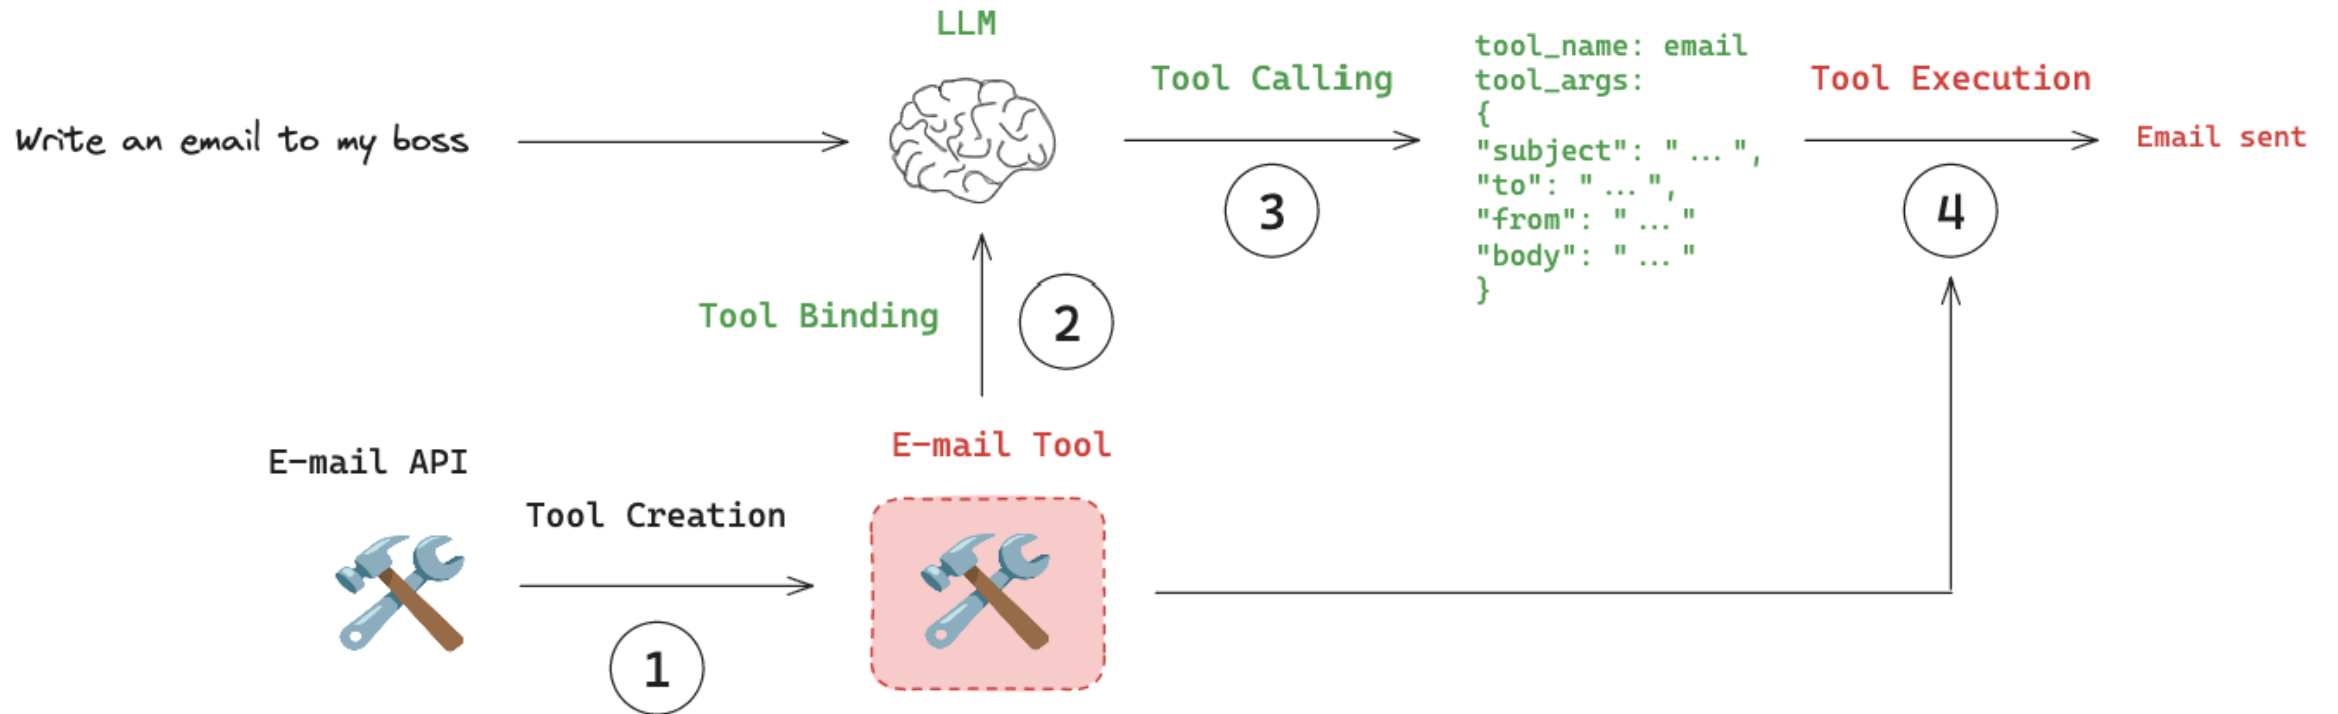 LLM
Write an email to my boss
Tool Calling
3
tool_name: email
tool_args:
{
"subject": "...",
"to": "...",
"from": "..."
"body": "..."
}
Tool Execution
4
Email sent
Tool Binding
2
E-mail API
Tool Creation
1
E-mail Tool